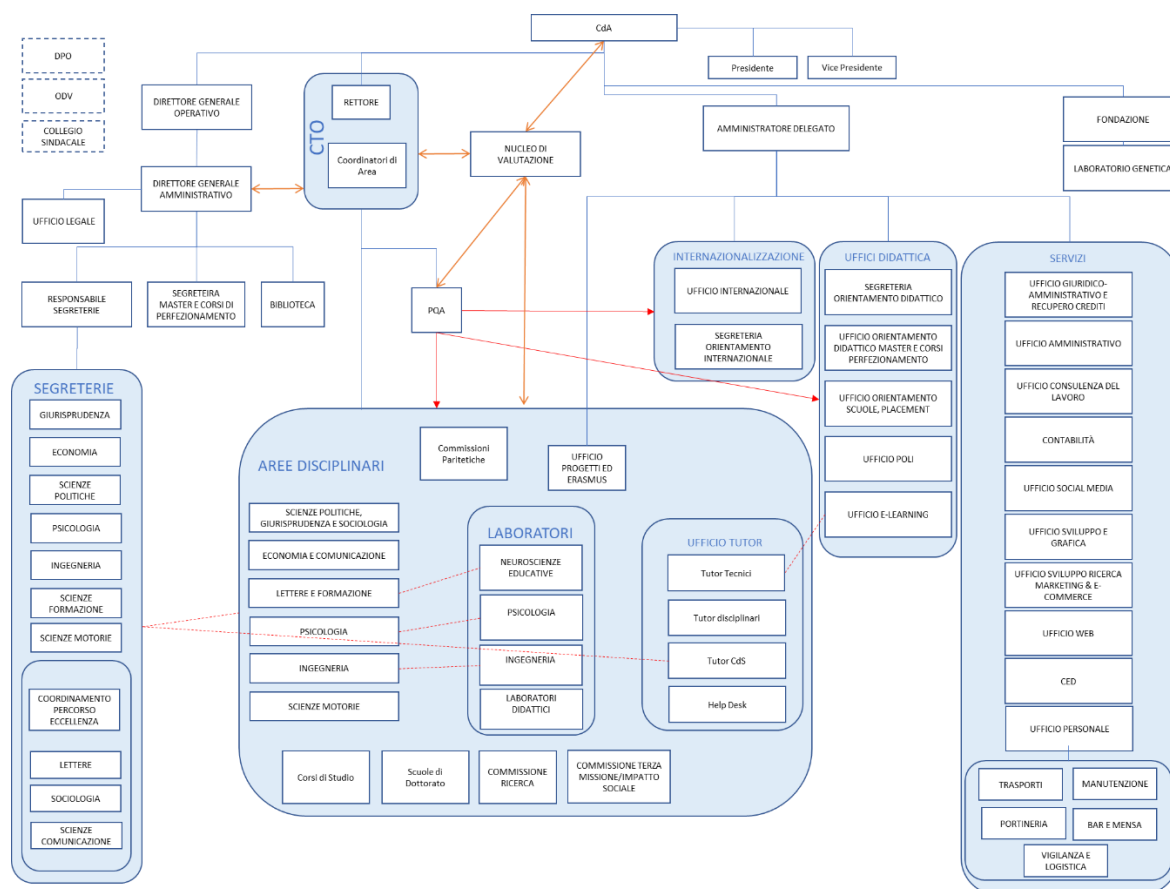 CdA
Presidente
Vice Presidente
DPO
ODV
COLLEGIO
SINDACALE
DIRETTORE GENERALE
OPERATIVO
CTO
RETTORE
Coordinatori di
Area
NUCLEO DI
VALUTAZIONE
AMMINISTRATORE DELEGATO
FONDAZIONE
LABORATORIO GENETICA
DIRETTORE GENERALE
AMMINISTRATIVO
UFFICIO LEGALE
RESPONSABILE
SEGRETERIE
SEGRETEIRA
MASTER E CORSI DI
PERFEZIONAMENTO
BIBLIOTECA
PQA
INTERNAZIONALIZZAZIONE
UFFICIO INTERNAZIONALE
SEGRETERIA
ORIENTAMENTO
INTERNAZIONALE
UFFICI DIDATTICA
SEGRETERIA
ORIENTAMENTO DIDATTICO
UFFICIO ORIENTAMENTO
DIDATTICO MASTER E CORSI
PERFEZIONAMENTO
UFFICIO ORIENTAMENTO
SCUOLE, PLACEMENT
UFFICIO POLI
UFFICIO E-LEARNING
SERVIZI
UFFICIO GIURIDICO-
AMMINISTRATIVO E
RECUPERO CREDITI
UFFICIO AMMINISTRATIVO
UFFICIO CONSULENZA DEL
LAVORO
CONTABILITÀ
UFFICIO SOCIAL MEDIA
UFFICIO SVILUPPO E
GRAFICA
UFFICIO SVILUPPO RICERCA
MARKETING & E-
COMMERCE
UFFICIO WEB
CED
UFFICIO PERSONALE
TRASPORTI
MANUTENZIONE
PORTINERIA
BAR E MENSA
VIGILANZA E
LOGISTICA
SEGRETERIE
GIURISPRUDENZA
ECONOMIA
SCIENZE
POLITICHE
PSICOLOGIA
INGEGNERIA
SCIENZE
FORMAZIONE
SCIENZE MOTORIE
COORDINAMENTO
PERCORSO
ECCELLENZA
LETTERE
SOCIOLOGIA
SCIENZE
COMUNICAZIONE
AREE DISCIPLINARI
Commissioni
Paritetiche
UFFICIO
PROGETTI ED
ERASMUS
SCIENZE POLITICHE,
GIURISPRUDENZA E SOCIOLOGIA
ECONOMIA E COMUNICAZIONE
LETTERE E FORMAZIONE
PSICOLOGIA
INGEGNERIA
SCIENZE MOTORIE
LABORATORI
NEUROSCIENZE
EDUCATIVE
PSICOLOGIA
INGEGNERIA
LABORATORI
DIDATTICI
UFFICIO TUTOR
Tutor Tecnici
Tutor disciplinari
Tutor CdS
Help Desk
Corsi di Studio
Scuole di
Dottorato
COMMISSIONE
RICERCA
COMMISSIONE TERZA
MISSIONE/IMPATTO
SOCIALE